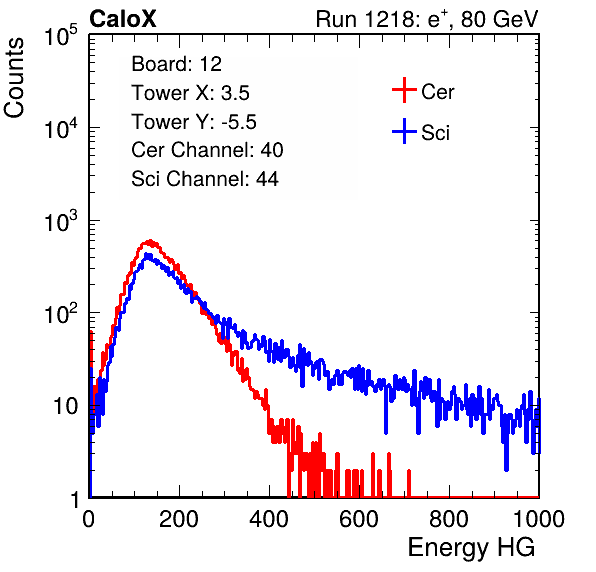 CaloX Run 1218: e⁺, 80 GeV
Counts
Board: 12
Tower X: 3.5
Tower Y: -5.5
Cer Channel: 40
Sci Channel: 44
Cer
Sci
10⁵
10⁴
10³
10²
10
1
0 200 400 600 800 1000
Energy HG